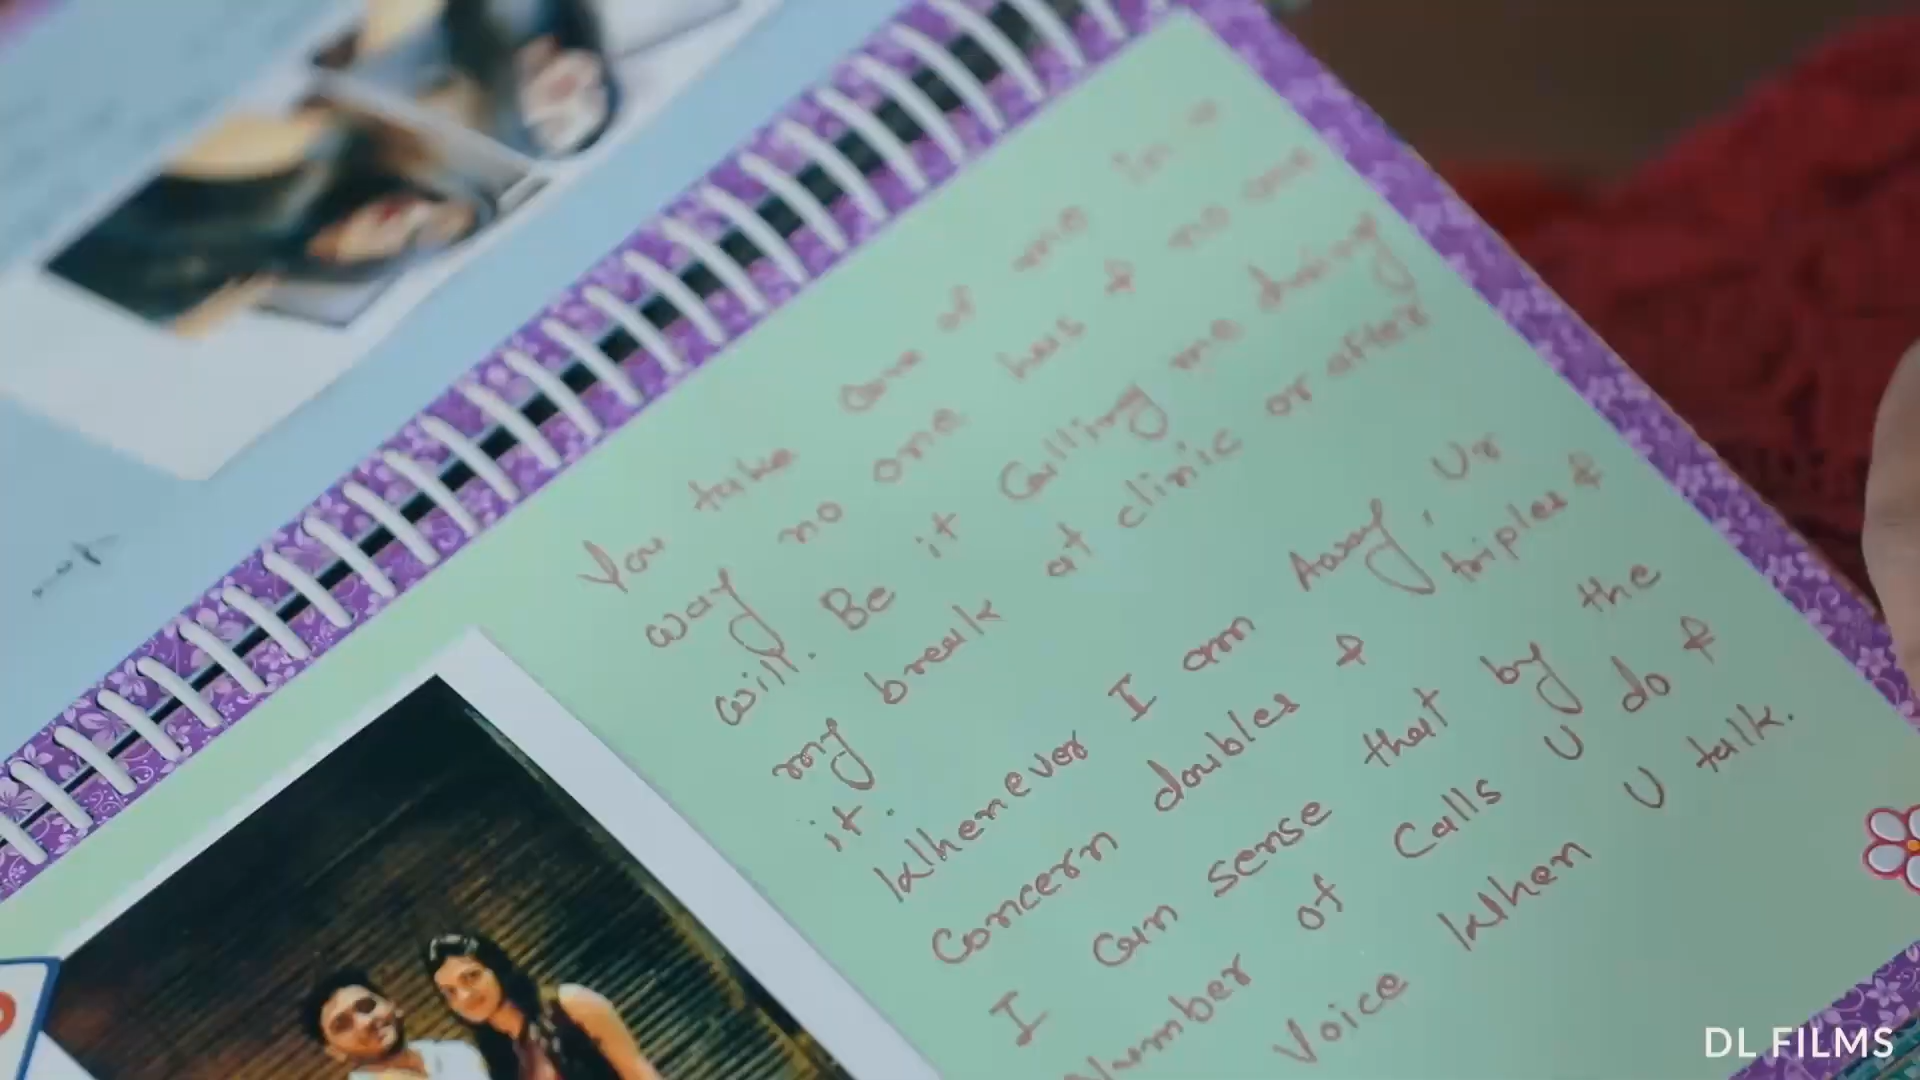 You take care of me in a
way no one has & no one
will. Be it Calling me during
my break at clinic or after
it.
Whenever I am Away, Ur
Concern doubles & triples &
I Can sense that by the
Number of Calls U do &
Voice When U talk.
DL FILMS